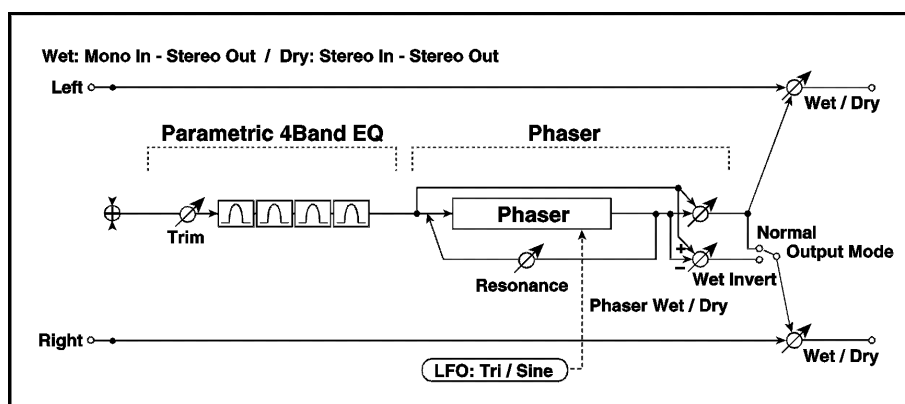 Wet: Mono In - Stereo Out / Dry: Stereo In - Stereo Out
Left
Wet / Dry
Parametric 4Band EQ
Phaser
Trim
Phaser
Resonance
+
–
Normal
Output Mode
Wet Invert
Phaser Wet / Dry
Right
Wet / Dry
LFO: Tri / Sine